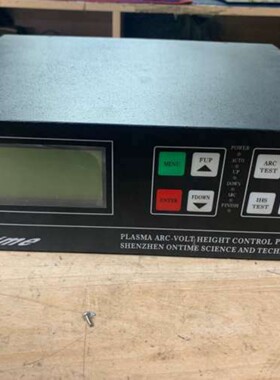 POWER
AUTO
UP
DOWN
ARC
FINISH
MENU
FUP
ENTER
FDOWN
ARC
TEST
IHS
TEST
ime
PLASMA ARC-VOLT HEIGHT CONTROL P
SHENZHEN ONTIME SCIENCE AND TECH